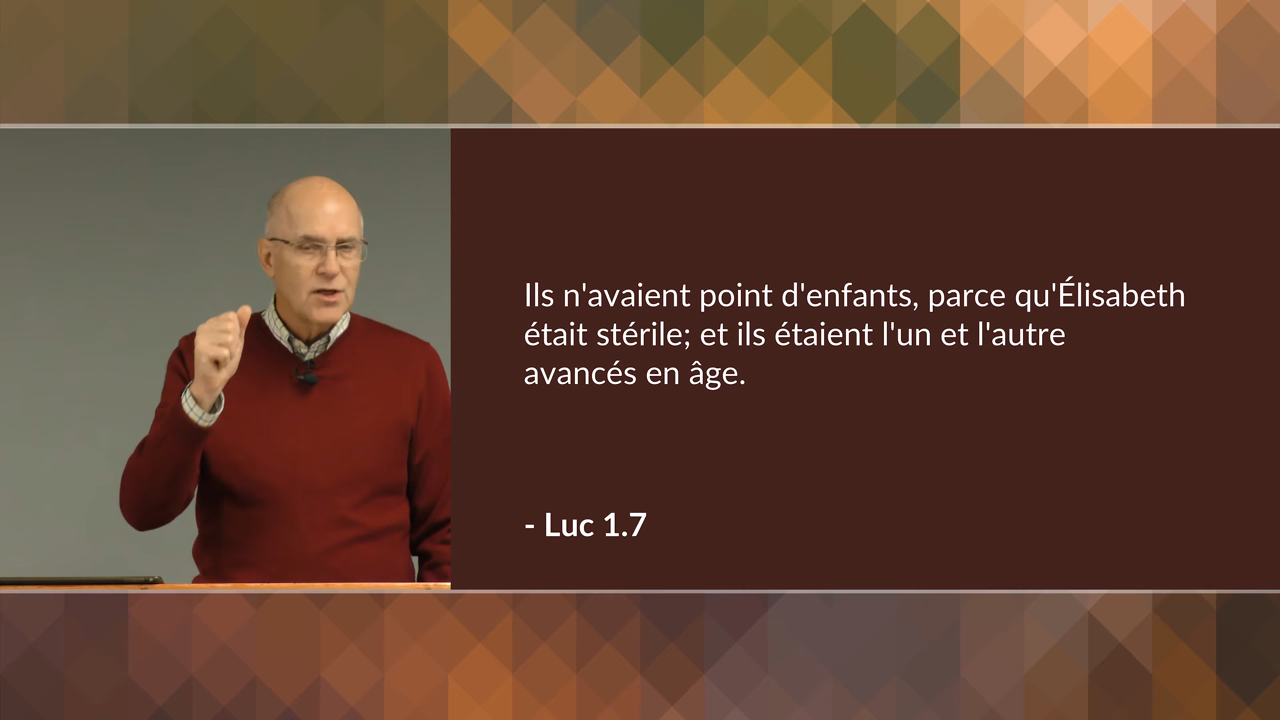 Ils n'avaient point d'enfants, parce qu'Élisabeth
était stérile; et ils étaient l'un et l'autre
avancés en âge.
- Luc 1.7